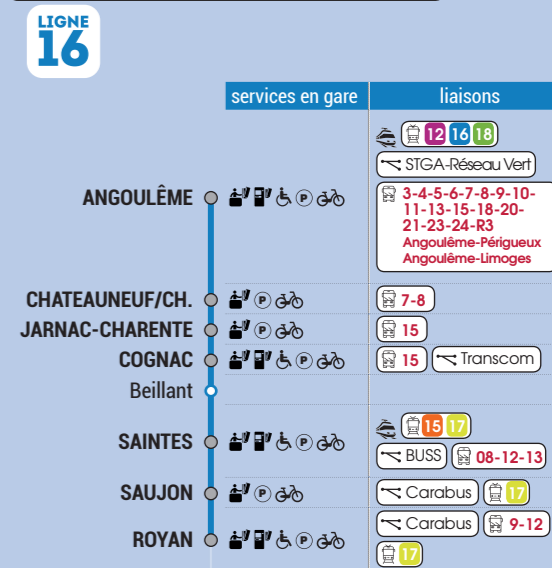 LIGNE
16
services en gare liaisons
12 16 18
STGA-Réseau Vert
ANGOULÊME P 3-4-5-6-7-8-9-10-
11-13-15-18-20-
21-23-24-R3
Angoulême-Périgueux
Angoulême-Limoges
CHATEAUNEUF/CH. P 7-8
JARNAC-CHARENTE P 15
COGNAC P 15 Transcom
Beillant
15 17
SAINTES P BUSS 08-12-13
SAUJON P Carabus 17
Carabus 9-12
ROYAN P
17